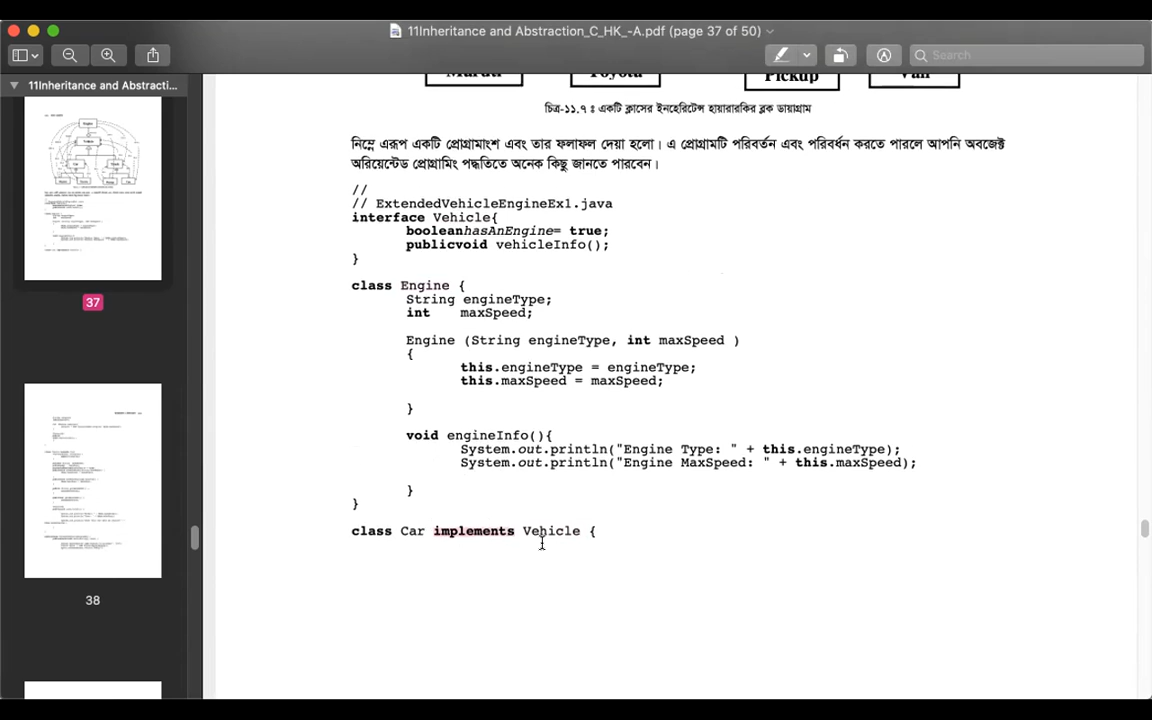 11Inheritance and Abstraction_C_HK_-A.pdf (page 37 of 50)
Search
11Inheritance and Abstracti...
37
38
Maruti Toyota Pickup Van
চিত্র-১১.৭ ঃ একটি ক্লাসের ইনহেরিটেন্স হায়ারারকির ব্লক ডায়াগ্রাম
নিম্নে এরূপ একটি প্রোগ্রামাংশ এবং তার ফলাফল দেয়া হলো। এ প্রোগ্রামটি পরিবর্তন এবং পরিবর্ধন করতে পারলে আপনি অবজেক্ট
অরিয়েন্টেড প্রোগ্রামিং পদ্ধতিতে অনেক কিছু জানতে পারবেন।
//
// ExtendedVehicleEngineEx1.java
interface Vehicle{
booleanhasAnEngine= true;
publicvoid vehicleInfo();
}
class Engine {
String engineType;
int maxSpeed;
Engine (String engineType, int maxSpeed )
{
this.engineType = engineType;
this.maxSpeed = maxSpeed;
}
void engineInfo(){
System.out.println("Engine Type: " + this.engineType);
System.out.println("Engine MaxSpeed: " + this.maxSpeed);
}
}
class Car implements Vehicle {